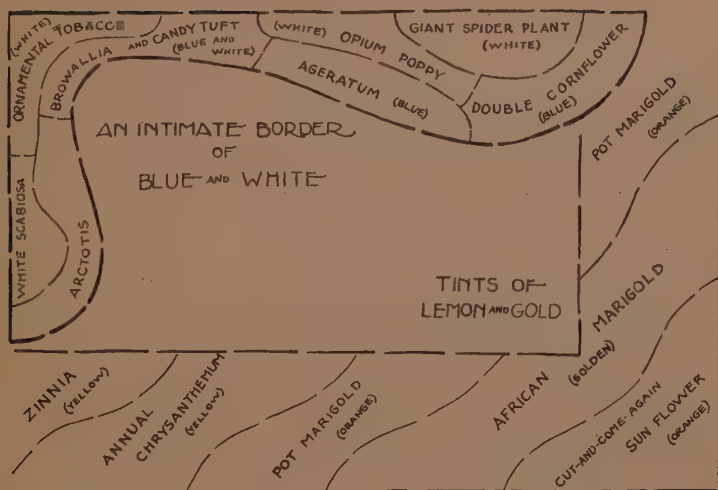 (WHITE)
ORNAMENTAL TOBACCO
BROWALLIA AND CANDYTUFT
(BLUE AND
WHITE)
(WHITE) OPIUM POPPY
GIANT SPIDER PLANT
(WHITE)
AGERATUM (BLUE)
DOUBLE CORNFLOWER
(BLUE)
POT MARIGOLD
(ORANGE)
AN INTIMATE BORDER
OF
BLUE AND WHITE
WHITE SCABIOSA
ARCTOTIS
TINTS OF
LEMON AND GOLD
ZINNIA
(YELLOW)
ANNUAL
CHRYSANTHEMUM
(YELLOW)
POT MARIGOLD
(ORANGE)
AFRICAN MARIGOLD
(GOLDEN)
CUT-AND-COME-AGAIN
SUN FLOWER
(ORANGE)